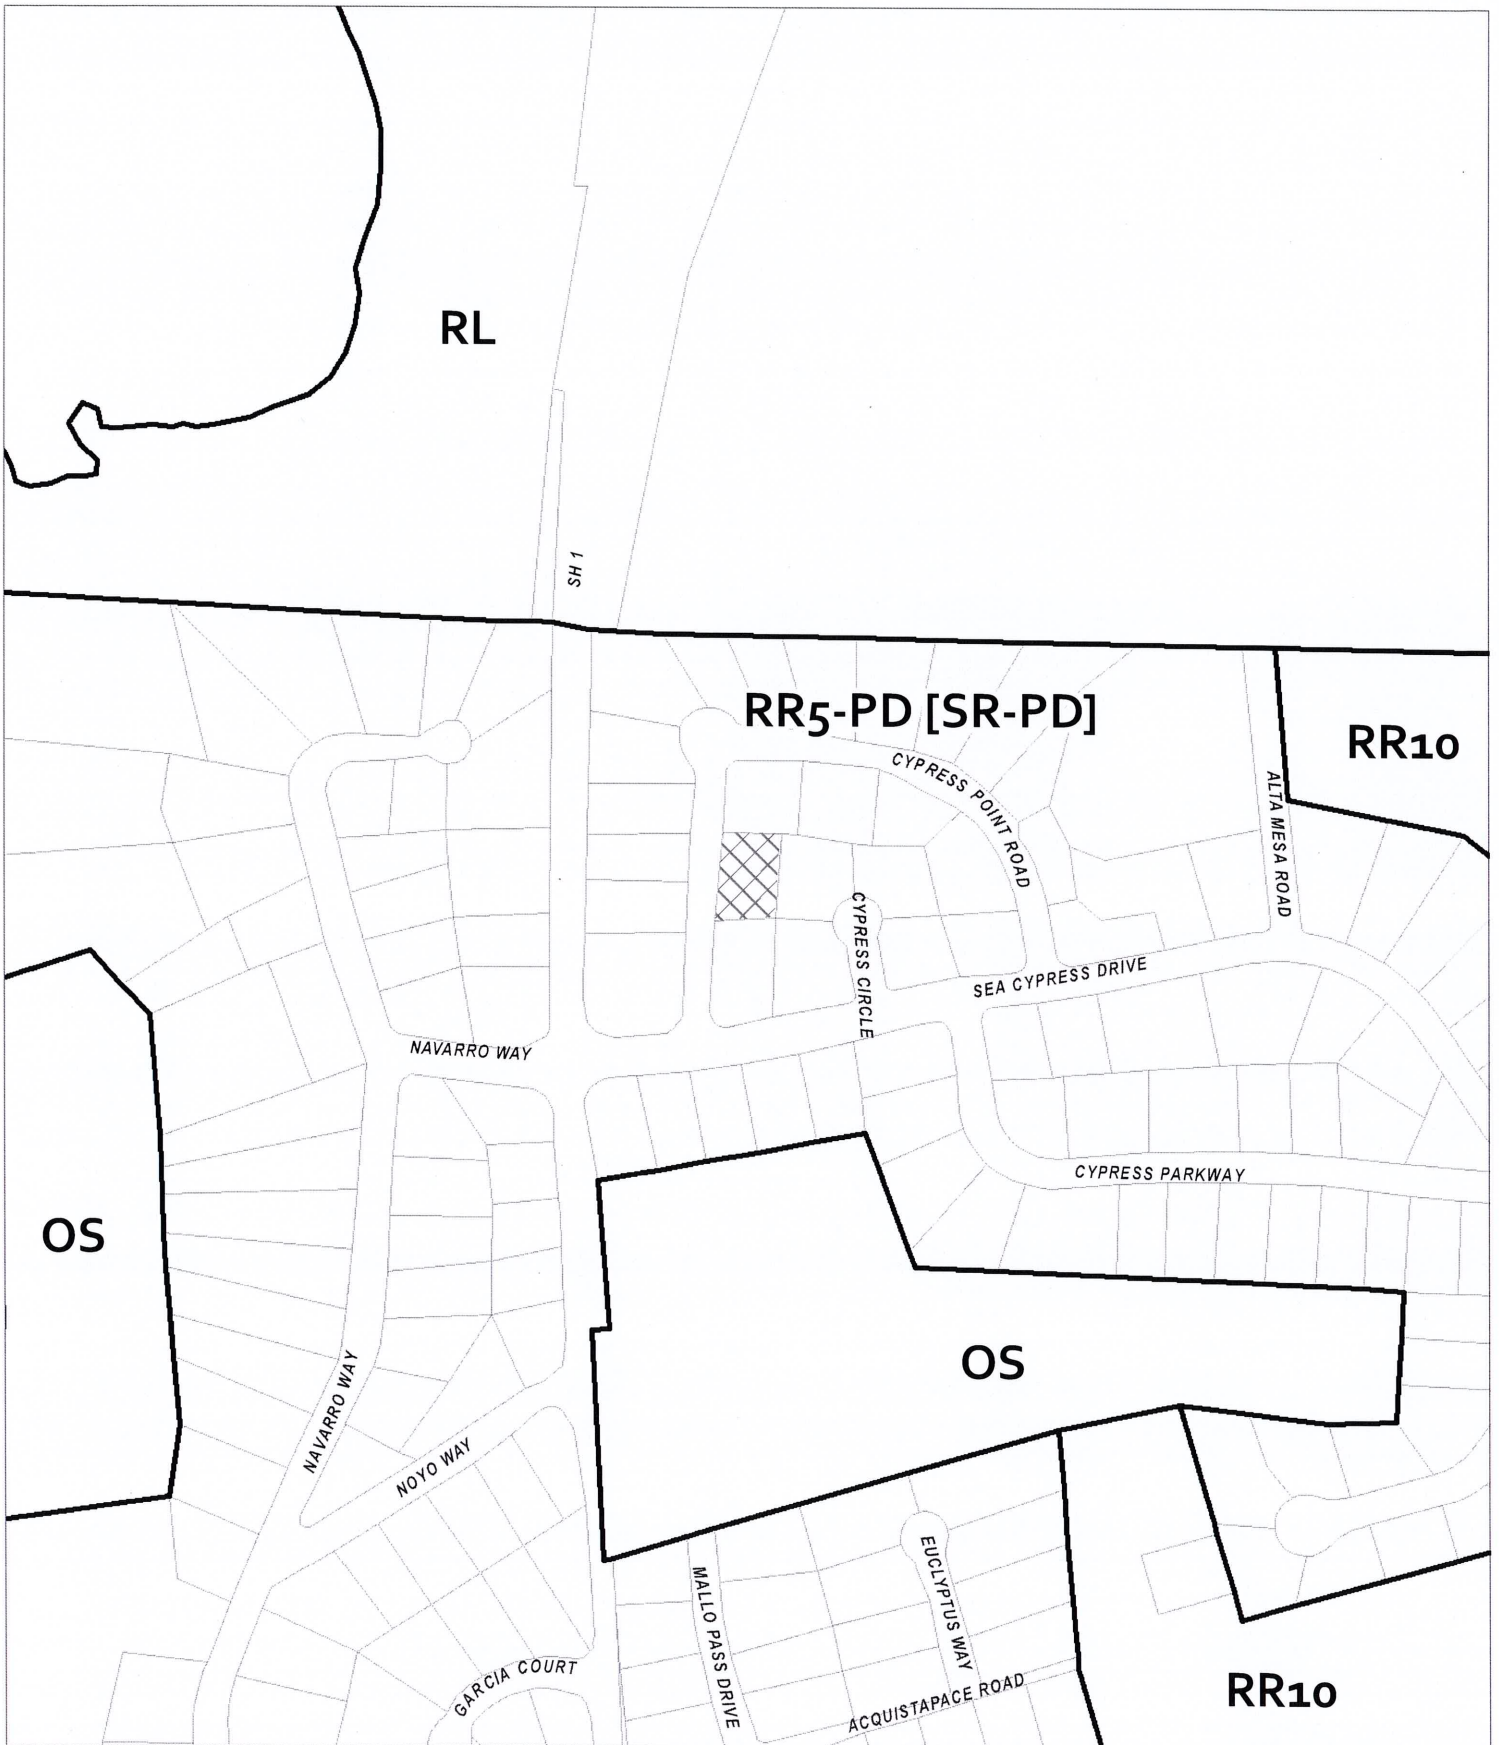 RL
SH 1
RR5-PD [SR-PD]
RR10
CYPRESS POINT ROAD
ALTA MESA ROAD
CYPRESS CIRCLE
SEA CYPRESS DRIVE
NAVARRO WAY
CYPRESS PARKWAY
OS
OS
NAVARRO WAY
NOYO WAY
EUCLYPTUS WAY
MALLO PASS DRIVE
GARCIA COURT
ACQUISTAPACE ROAD
RR10